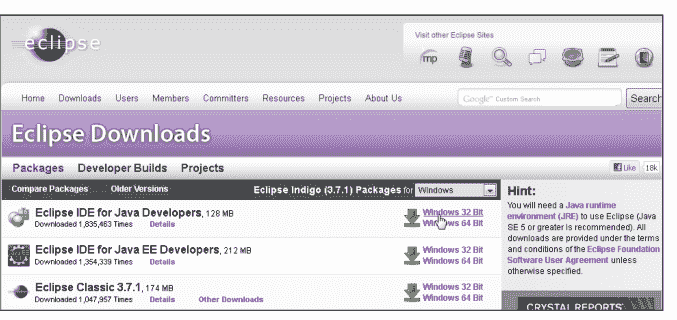 eclipse
Visit other Eclipse Sites
mp
Home Downloads Users Members Committers Resources Projects About Us
Google™ Custom Search
Search
Eclipse Downloads
Packages Developer Builds Projects
Like 18k
Compare Packages Older Versions
Eclipse Indigo (3.7.1) Packages for Windows
Eclipse IDE for Java Developers, 128 MB
Downloaded 1,835,463 Times Details
Windows 32 Bit
Windows 64 Bit
Eclipse IDE for Java EE Developers, 212 MB
Downloaded 1,354,339 Times Details
Windows 32 Bit
Windows 64 Bit
Eclipse Classic 3.7.1, 174 MB
Downloaded 1,047,957 Times Details Other Downloads
Windows 32 Bit
Windows 64 Bit
Hint:
You will need a Java runtime
environment (JRE) to use Eclipse (Java
SE 5 or greater is recommended). All
downloads are provided under the terms
and conditions of the Eclipse Foundation
Software User Agreement unless
otherwise specified.
CRYSTAL REPORTS